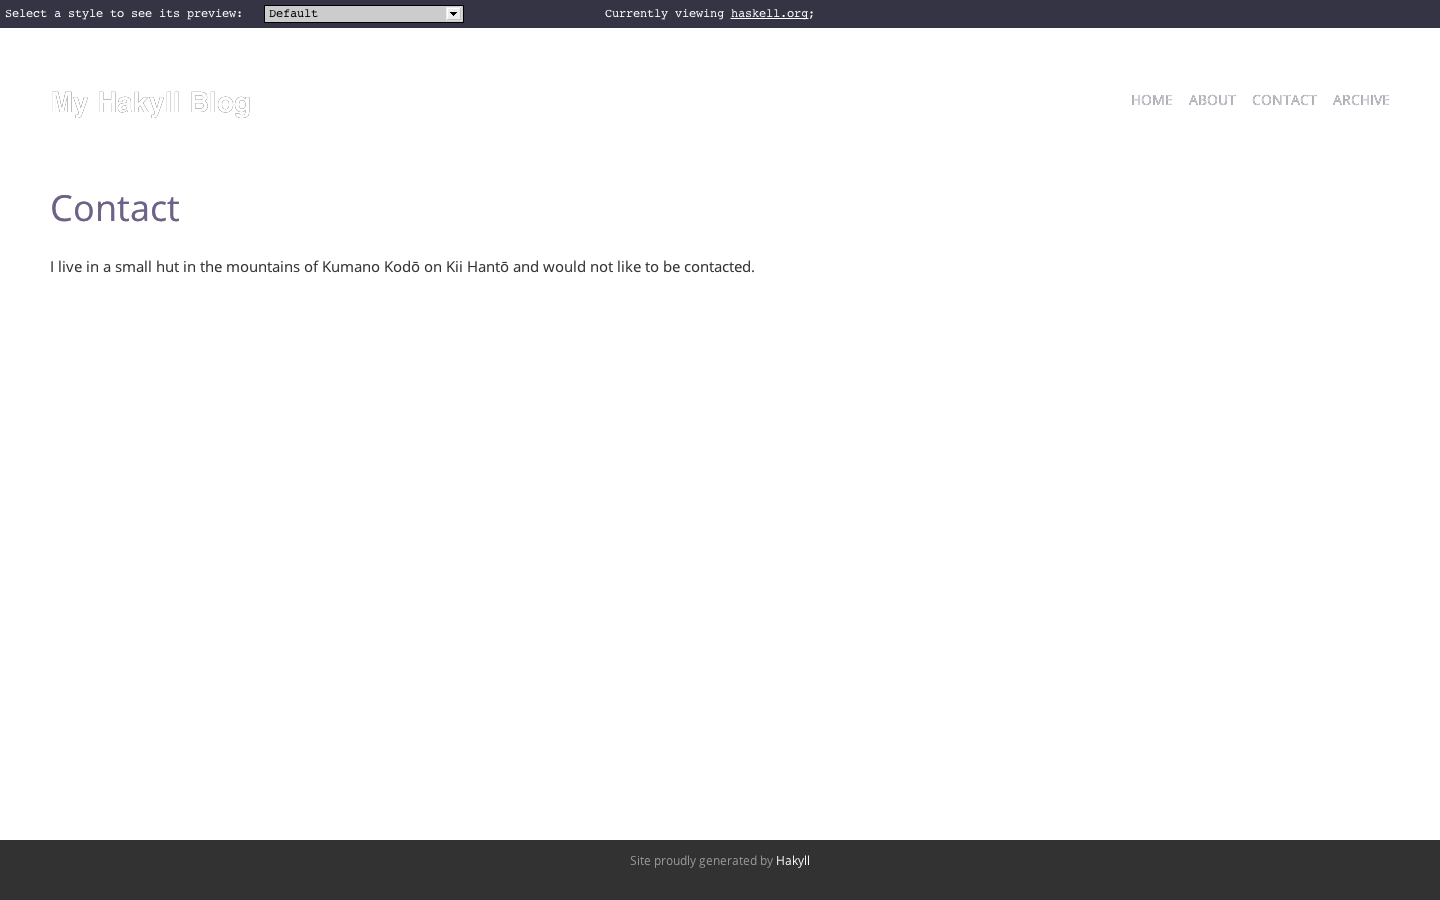 Select a style to see its preview: Default Currently viewing haskell.org;
My Hakyll Blog
HOME ABOUT CONTACT ARCHIVE
Contact
I live in a small hut in the mountains of Kumano Kodō on Kii Hantō and would not like to be contacted.
Site proudly generated by Hakyll